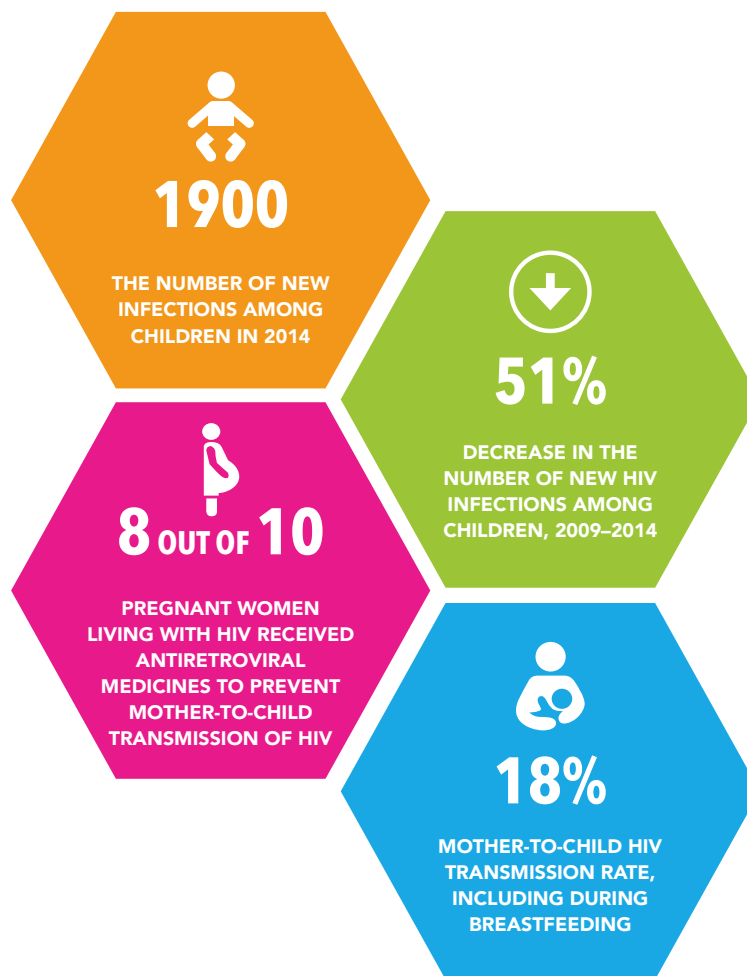 1900
THE NUMBER OF NEW
INFECTIONS AMONG
CHILDREN IN 2014
51%
DECREASE IN THE
NUMBER OF NEW HIV
INFECTIONS AMONG
CHILDREN, 2009–2014
8 OUT OF 10
PREGNANT WOMEN
LIVING WITH HIV RECEIVED
ANTIRETROVIRAL
MEDICINES TO PREVENT
MOTHER-TO-CHILD
TRANSMISSION OF HIV
18%
MOTHER-TO-CHILD HIV
TRANSMISSION RATE,
INCLUDING DURING
BREASTFEEDING